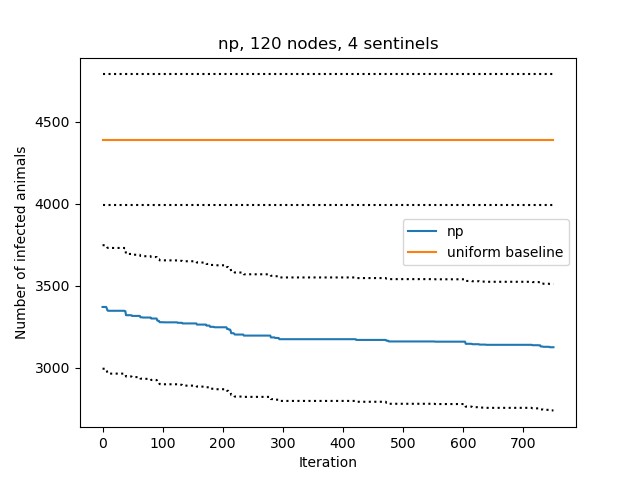 np, 120 nodes, 4 sentinels
Number of infected animals
4500
4000
3500
3000
np
uniform baseline
0 100 200 300 400 500 600 700
Iteration